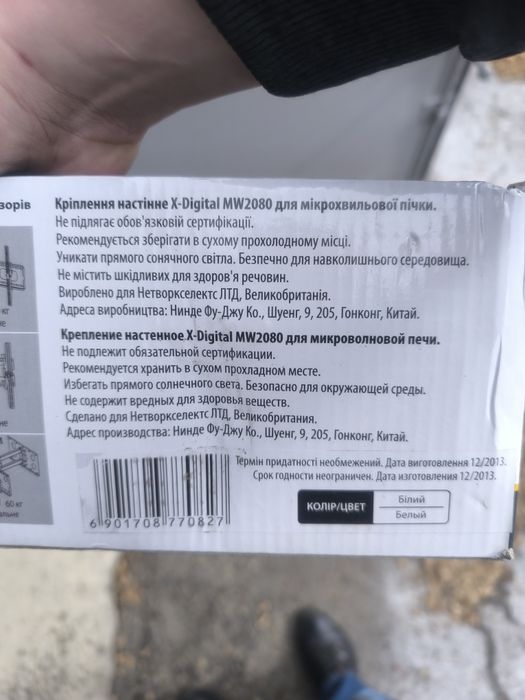 зорів
Кріплення настінне X-Digital MW2080 для мікрохвильової пічки.
Не підлягає обов'язковій сертифікації.
Рекомендується зберігати в сухому прохолодному місці.
Уникати прямого сонячного світла. Безпечно для навколишнього середовища.
Не містить шкідливих для здоров'я речовин.
Вироблено для Нетворкселектс ЛТД, Великобританія.
Адреса виробництва: Нинде Фу-Джу Ко., Шуенг, 9, 205, Гонконг, Китай.
Крепление настенное X-Digital MW2080 для микроволновой печи.
Не подлежит обязательной сертификации.
Рекомендуется хранить в сухом прохладном месте.
Избегать прямого солнечного света. Безопасно для окружающей среды.
Не содержит вредных для здоровья веществ.
Сделано для Нетворкселектс ЛТД, Великобритания.
Адрес производства: Нинде Фу-Джу Ко., Шуенг, 9, 205, Гонконг, Китай.
Термін придатності необмежений. Дата виготовлення 12/2013.
Срок годности неограничен. Дата изготовления 12/2013.
КОЛІР/ЦВЕТ
Білий
Белый
6 901708 770827
кг
не
не
60 кг
альне